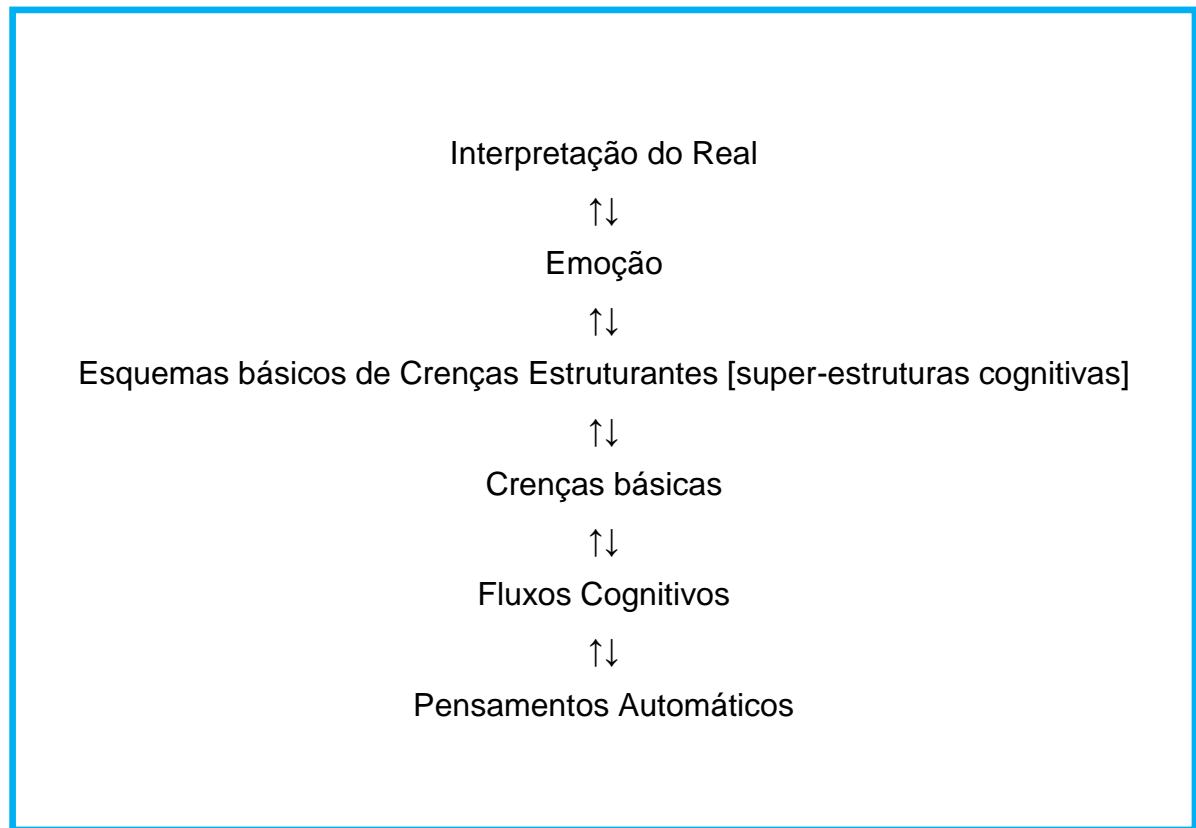 Interpretação do Real
↑↓
Emoção
↑↓
Esquemas básicos de Crenças Estruturantes [super-estruturas cognitivas]
↑↓
Crenças básicas
↑↓
Fluxos Cognitivos
↑↓
Pensamentos Automáticos